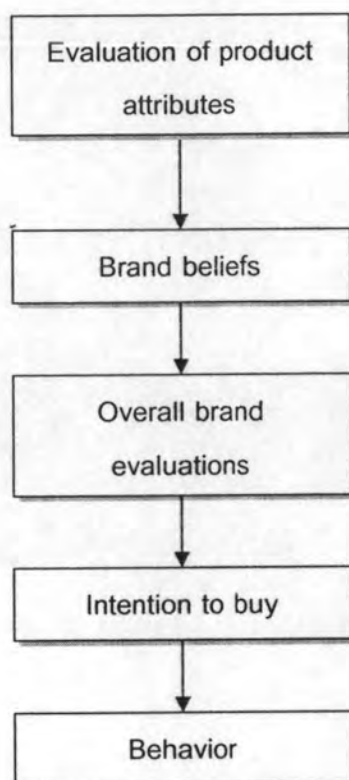 Evaluation of product
attributes
Brand beliefs
Overall brand
evaluations
Intention to buy
Behavior